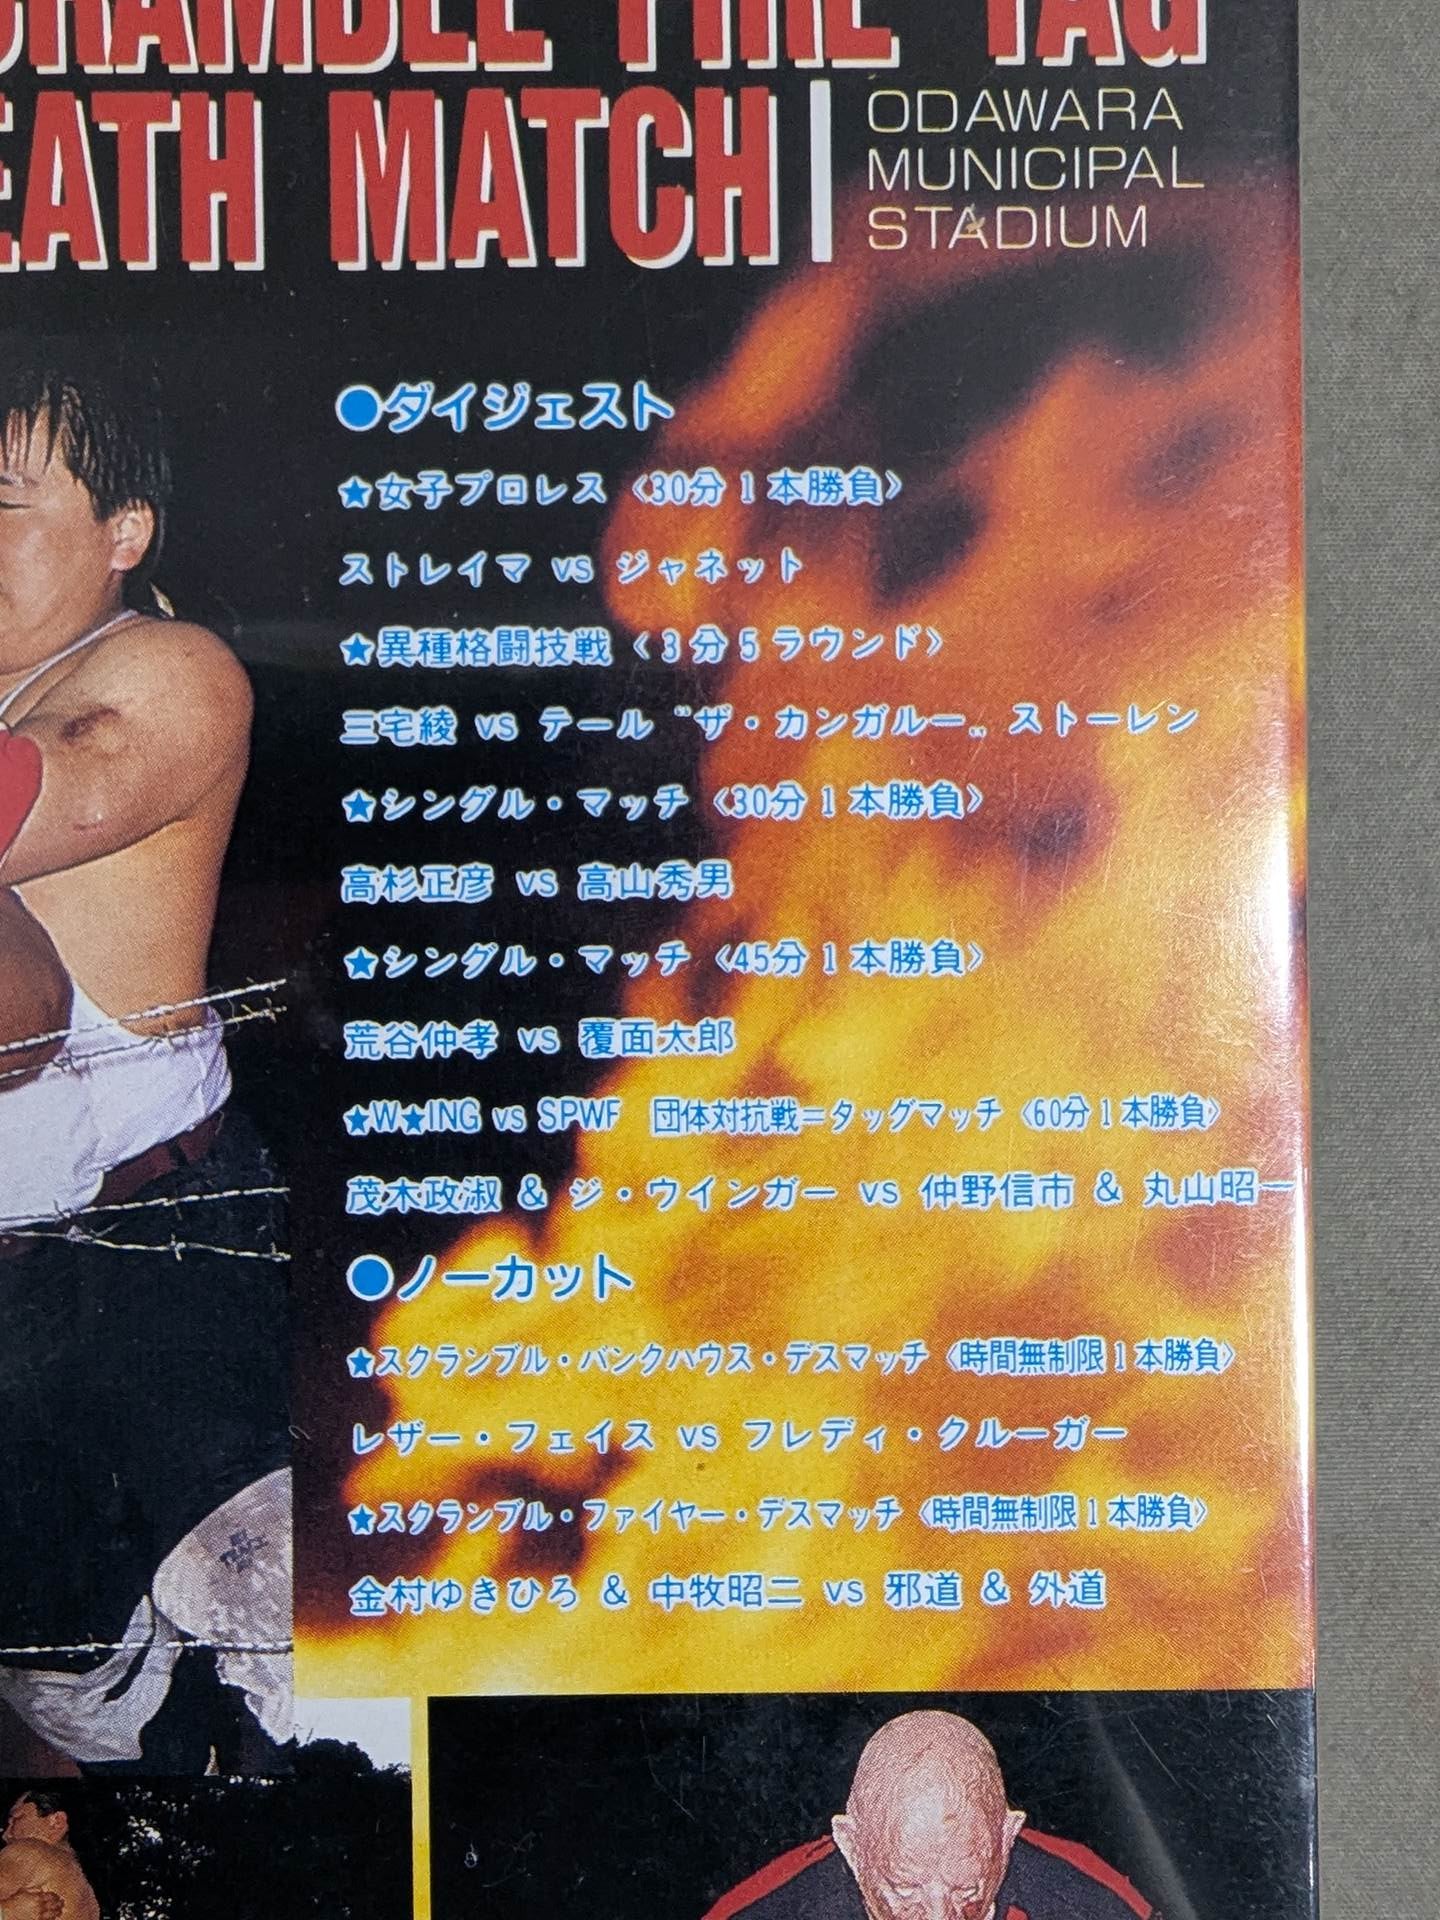 SCRAMBLE FIRE TAG
DEATH MATCH
ODAWARA
MUNICIPAL
STADIUM
●ダイジェスト
★女子プロレス〈30分1本勝負〉
ストレイマ vs ジャネット
★異種格闘技戦〈3分5ラウンド〉
三宅綾 vs テール〝ザ・カンガルー〟ストーレン
★シングル・マッチ〈30分1本勝負〉
高杉正彦 vs 高山秀男
★シングル・マッチ〈45分1本勝負〉
荒谷仲孝 vs 覆面太郎
★W★ING vs SPWF 団体対抗戦=タッグマッチ〈60分1本勝負〉
茂木政淑 & ジ・ウインガー vs 仲野信市 & 丸山昭一
●ノーカット
★スクランブル・バンクハウス・デスマッチ〈時間無制限1本勝負〉
レザー・フェイス vs フレディ・クルーガー
★スクランブル・ファイヤー・デスマッチ〈時間無制限1本勝負〉
金村ゆきひろ & 中牧昭二 vs 邪道 & 外道